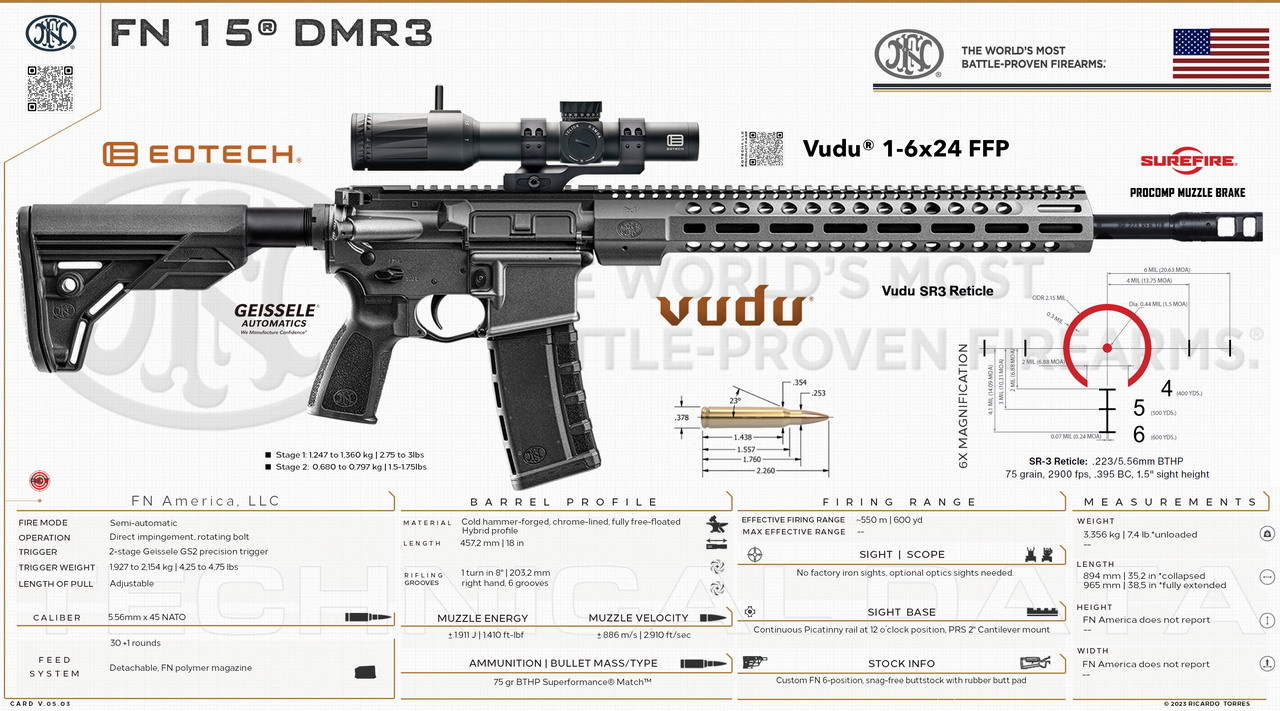 FN 15® DMR3
THE WORLD'S MOST
BATTLE-PROVEN FIREARMS.
EOTECH®
EOTECH
Vudu® 1-6x24 FFP
SUREFIRE®
PROCOMP MUZZLE BRAKE
THE WORLD'S MOST
BATTLE-PROVEN FIREARMS.®
GEISSELE®
AUTOMATICS
We Manufacture Confidence®
vudu®
Vudu SR3 Reticle
6 MIL (20.63 MOA)
4 MIL (13.75 MOA)
ODR 2.15 MIL
Dia. 0.44 MIL (1.5 MOA)
0.3 MIL
2 MIL (6.88 MOA)
2 MIL (6.88 MOA)
3 MIL (10.31 MOA)
4.1 MIL (14.09 MOA)
0.07 MIL (0.24 MOA)
6X MAGNIFICATION
4 (400 YDS.)
5 (500 YDS.)
6 (600 YDS.)
SR-3 Reticle: .223/5.56mm BTHP
75 grain, 2900 fps, .395 BC, 1.5" sight height
.354
.253
23°
.378
1.438
1.557
1.760
2.260
Stage 1: 1,247 to 1,360 kg | 2.75 to 3lbs
Stage 2: 0.680 to 0.797 kg | 1.5-1.75lbs
TECHNICAL DATA
FN America, LLC
FIRE MODE Semi-automatic
OPERATION Direct impingement, rotating bolt
TRIGGER 2-stage Geissele GS2 precision trigger
TRIGGER WEIGHT 1,927 to 2,154 kg | 4,25 to 4,75 lbs
LENGTH OF PULL Adjustable
CALIBER 5.56mm x 45 NATO
30 +1 rounds
FEED SYSTEM Detachable, FN polymer magazine
BARREL PROFILE
MATERIAL Cold hammer-forged, chrome-lined, fully free-floated
Hybrid profile
LENGTH 457,2 mm | 18 in
RIFLING 1 turn in 8" | 203,2 mm
GROOVES right hand, 6 grooves
MUZZLE ENERGY MUZZLE VELOCITY
± 1.911 J | 1.410 ft-lbf ± 886 m/s | 2.910 ft/sec
AMMUNITION | BULLET MASS/TYPE
75 gr BTHP Superformance® Match™
FIRING RANGE
EFFECTIVE FIRING RANGE ~550 m | 600 yd
MAX EFFECTIVE RANGE --
SIGHT | SCOPE
No factory iron sights, optional optics sights needed.
SIGHT BASE
Continuous Picatinny rail at 12 o'clock position, PRS 2° Cantilever mount
STOCK INFO
Custom FN 6-position, snag-free buttstock with rubber butt pad
MEASUREMENTS
WEIGHT
3,356 kg | 7,4 lb.*unloaded
--
LENGTH
894 mm | 35,2 in *collapsed
965 mm | 38,5 in *fully extended
HEIGHT
FN America does not report
--
WIDTH
FN America does not report
--
CARD V.05.03
© 2023 RICARDO TORRES